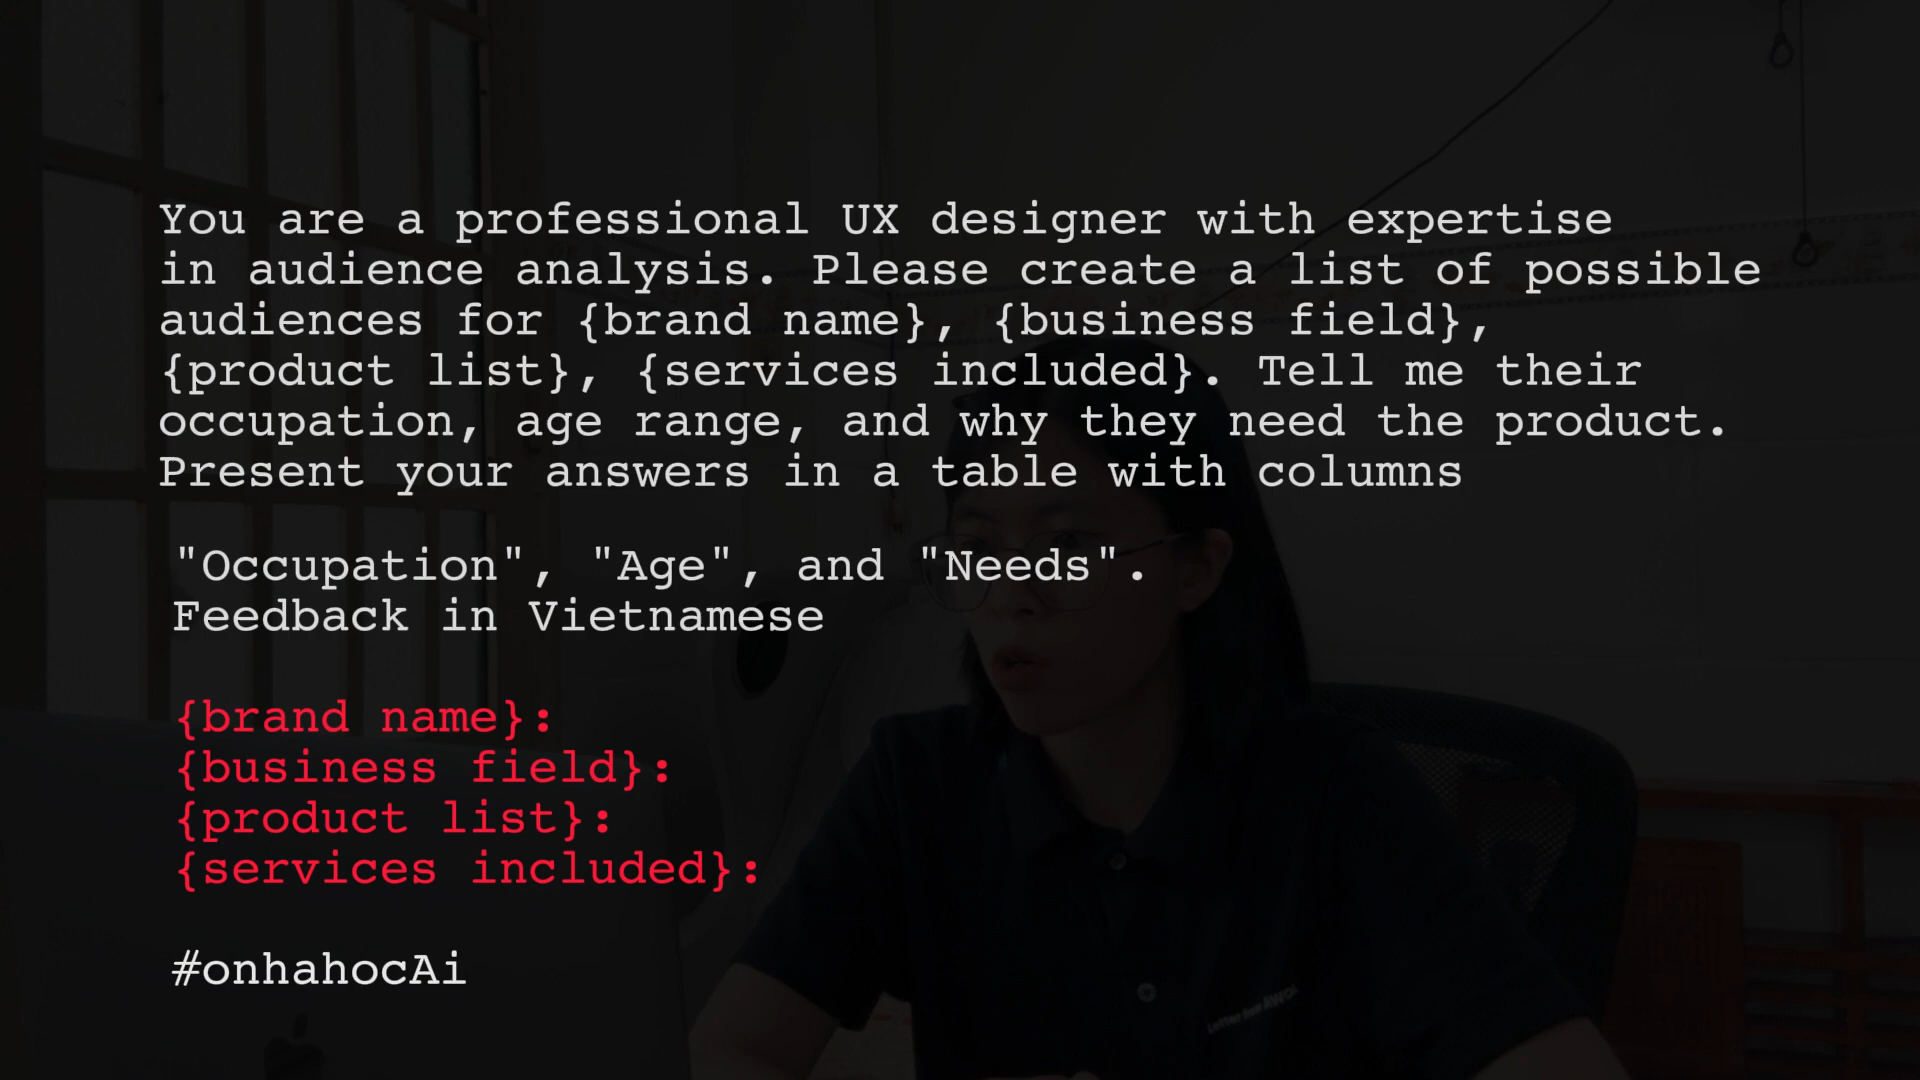 You are a professional UX designer with expertise
in audience analysis. Please create a list of possible
audiences for {brand name}, {business field},
{product list}, {services included}. Tell me their
occupation, age range, and why they need the product.
Present your answers in a table with columns
"Occupation", "Age", and "Needs".
Feedback in Vietnamese
{brand name}:
{business field}:
{product list}:
{services included}:
#onhahocAi